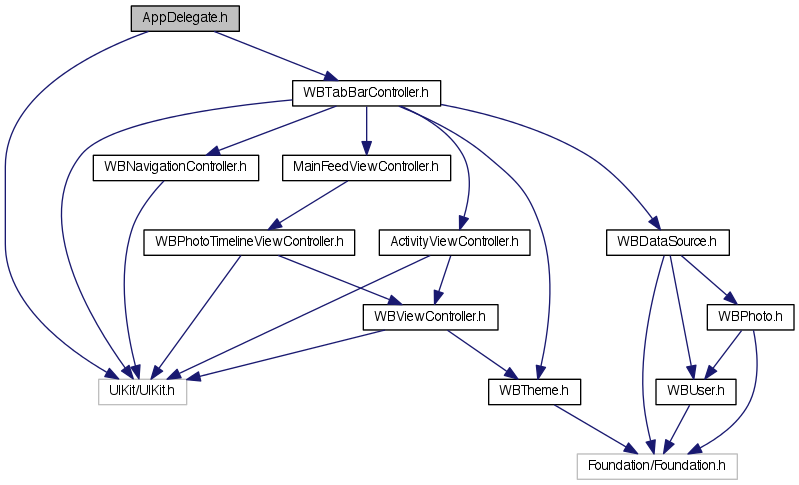 AppDelegate.h
WBTabBarController.h
WBNavigationController.h
MainFeedViewController.h
WBPhotoTimelineViewController.h
ActivityViewController.h
WBDataSource.h
WBViewController.h
WBPhoto.h
UIKit/UIKit.h
WBTheme.h
WBUser.h
Foundation/Foundation.h